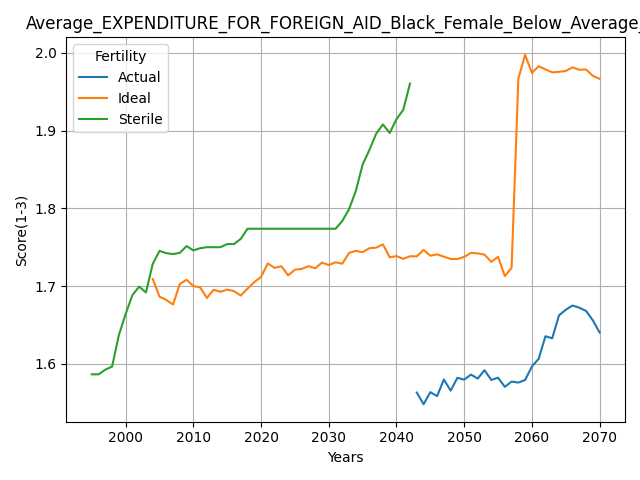 Average_EXPENDITURE_FOR_FOREIGN_AID_Black_Female_Below_Average_
Fertility
Actual
Ideal
Sterile
2.0
1.9
1.8
1.7
1.6
Score(1-3)
2000 2010 2020 2030 2040 2050 2060 2070
Years